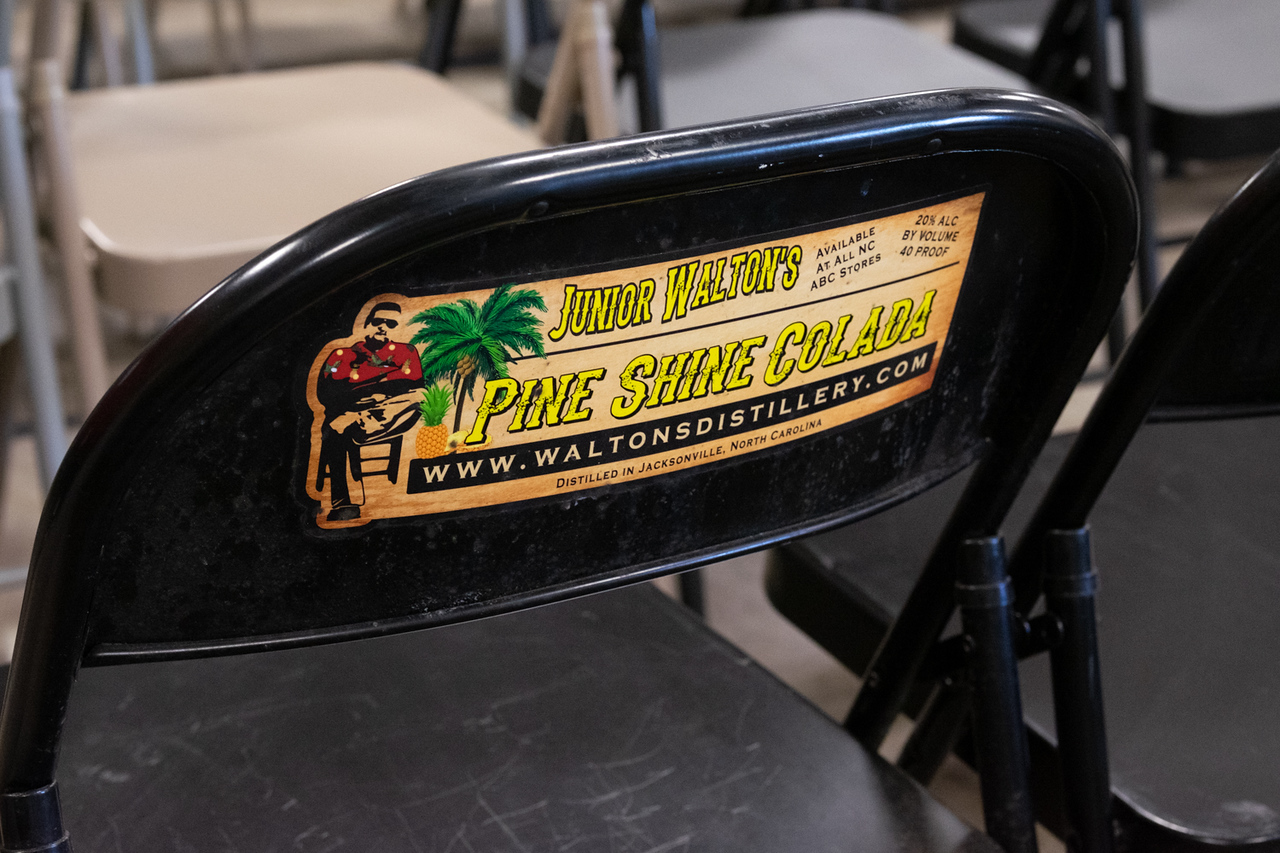 JUNIOR WALTON'S
AVAILABLE
AT ALL NC
ABC STORES
20% ALC
BY VOLUME
40 PROOF
PINE SHINE COLADA
WWW.WALTONSDISTILLERY.COM
DISTILLED IN JACKSONVILLE, NORTH CAROLINA